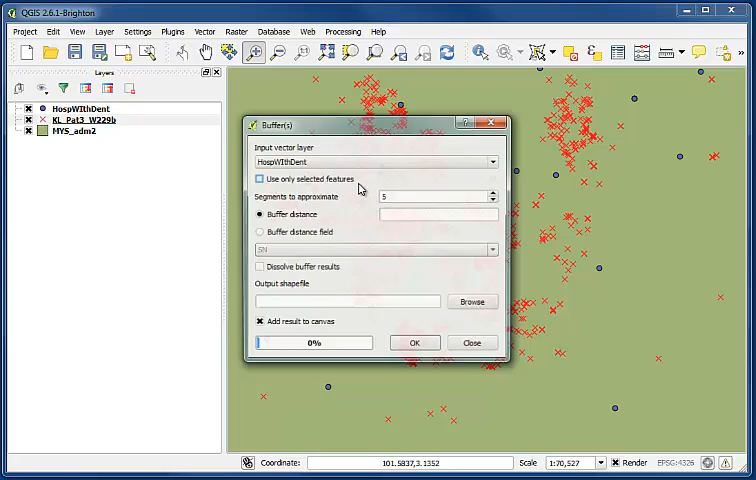 QGIS 2.6.1-Brighton
Project Edit View Layer Settings Plugins Vector Raster Database Web Processing Help
Layers
HospWIthDent
KL_Pat3_W229b
MYS_adm2
Buffer(s)
Input vector layer
HospWIthDent
Use only selected features
Segments to approximate 5
Buffer distance
Buffer distance field
SN
Dissolve buffer results
Output shapefile
Browse
Add result to canvas
0% OK Close
Coordinate: 101.5837,3.1352 Scale 1:70,527 Render EPSG:4326